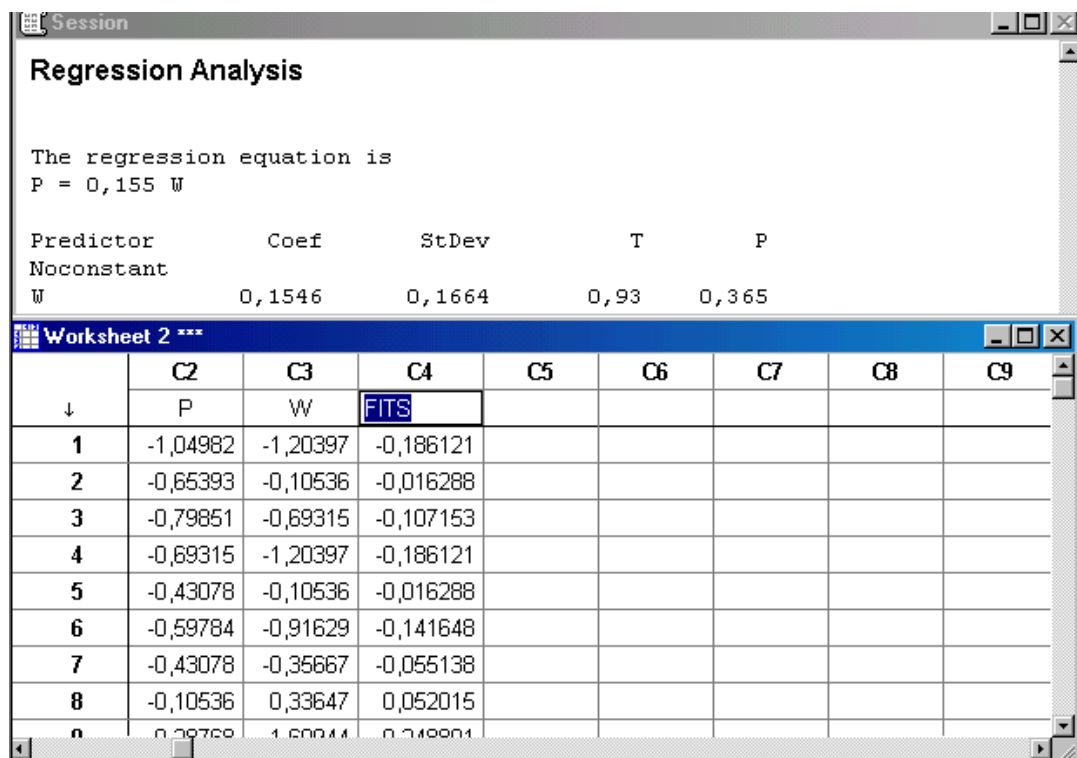 Session
Regression Analysis
The regression equation is
P = 0,155 W
Predictor Coef StDev T P
Noconstant
W 0,1546 0,1664 0,93 0,365
Worksheet 2 ***
C2 C3 C4 C5 C6 C7 C8 C9
↓ P W FITS
1 -1,04982 -1,20397 -0,186121
2 -0,65393 -0,10536 -0,016288
3 -0,79851 -0,69315 -0,107153
4 -0,69315 -1,20397 -0,186121
5 -0,43078 -0,10536 -0,016288
6 -0,59784 -0,91629 -0,141648
7 -0,43078 -0,35667 -0,055138
8 -0,10536 0,33647 0,052015